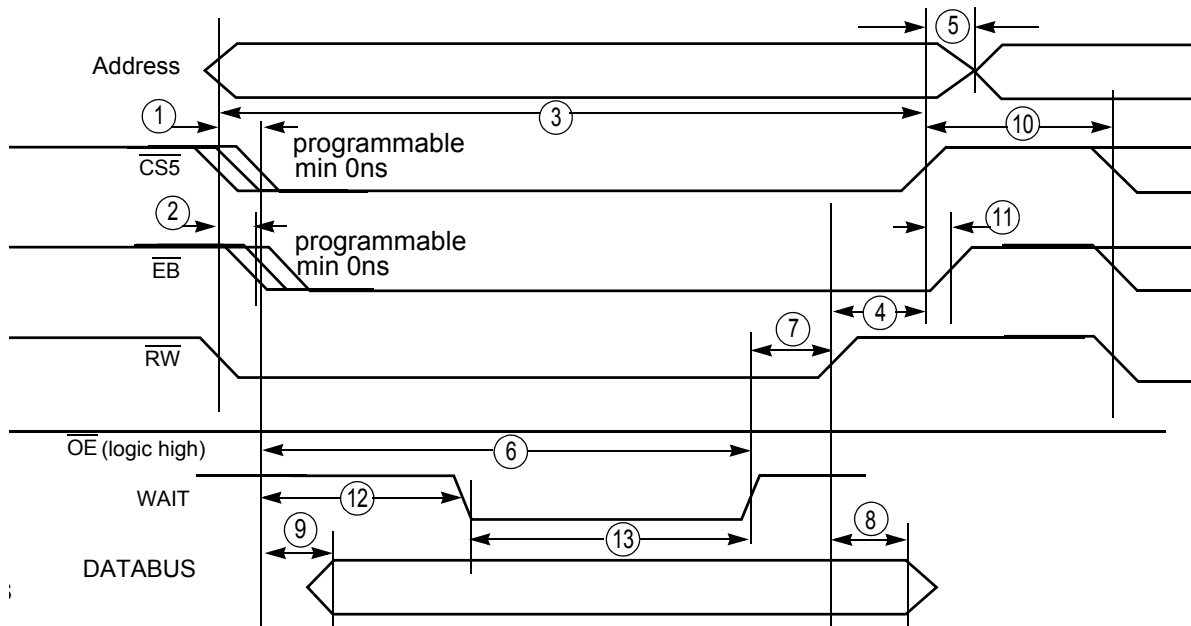 5
Address
1
3
10
programmable
min 0ns
CS5
2
11
programmable
min 0ns
EB
4
7
RW
OE (logic high)
6
WAIT
12
13
8
9
DATABUS